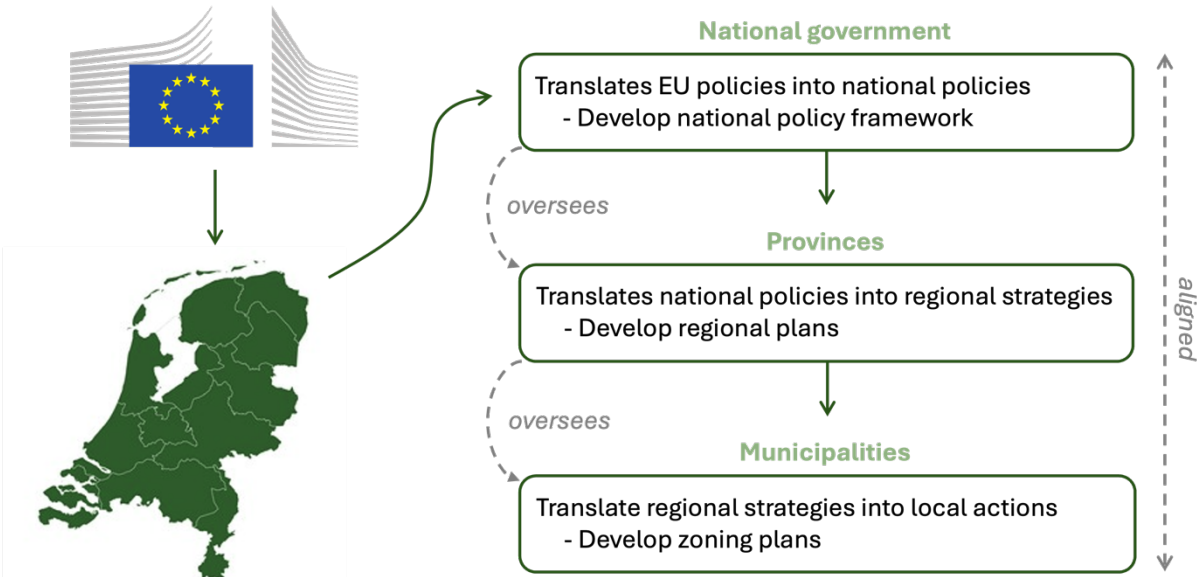 National government
Translates EU policies into national policies
- Develop national policy framework
oversees
Provinces
Translates national policies into regional strategies
- Develop regional plans
aligned
oversees
Municipalities
Translate regional strategies into local actions
- Develop zoning plans